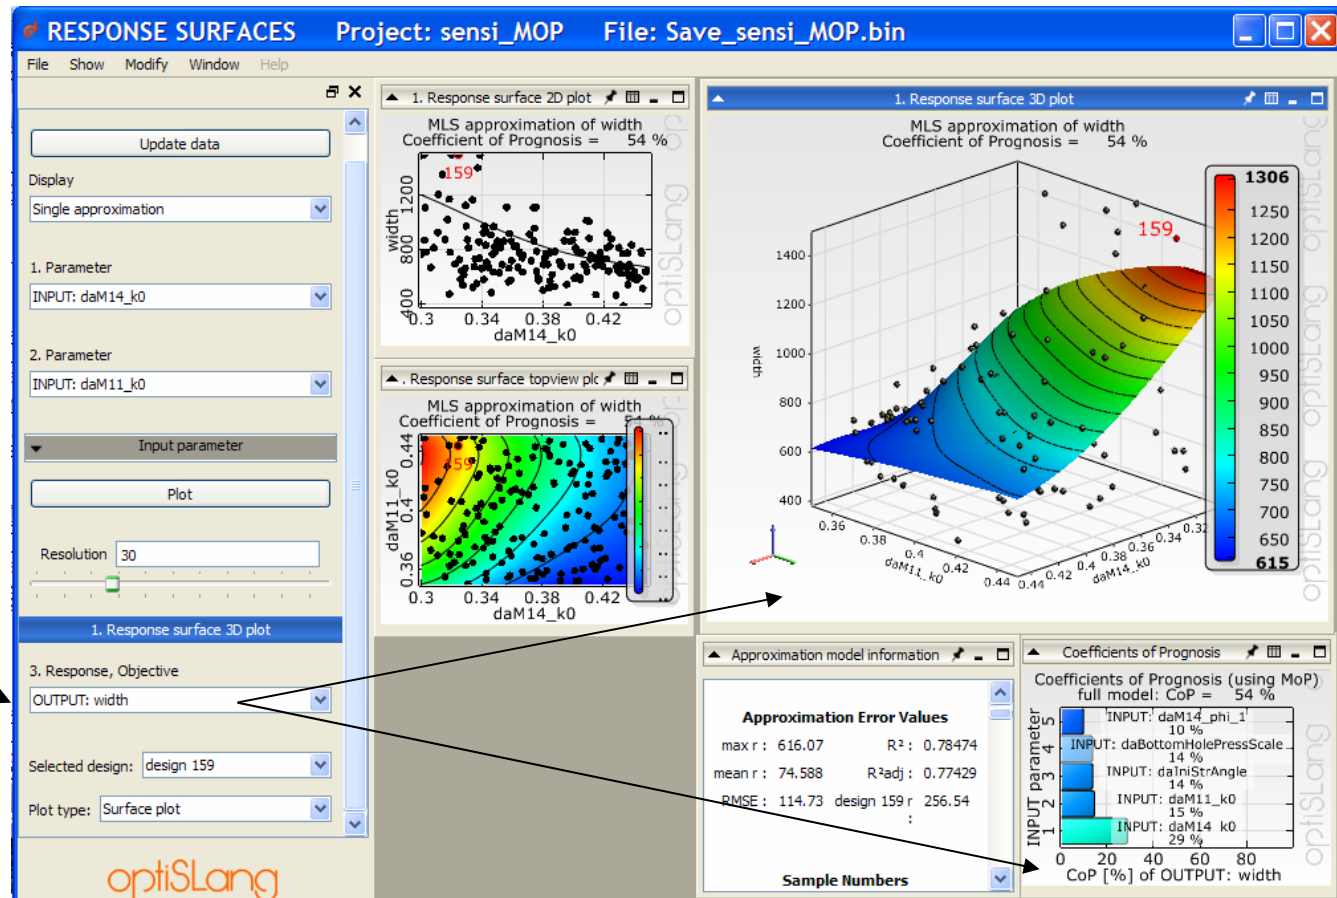 RESPONSE SURFACES Project: sensi_MOP File: Save_sensi_MOP.bin
File Show Modify Window Help
Update data
Display
Single approximation
1. Parameter
INPUT: daM14_k0
2. Parameter
INPUT: daM11_k0
Input parameter
Plot
Resolution 30
1. Response surface 3D plot
3. Response, Objective
OUTPUT: width
Selected design: design 159
Plot type: Surface plot
optiSLang
1. Response surface 2D plot
MLS approximation of width
Coefficient of Prognosis = 54 %
159
width
1200
800
400
0.3 0.34 0.38 0.42
daM14_k0
optiSLang
. Response surface topview plc
MLS approximation of width
Coefficient of Prognosis = 54 %
159
daM11_k0
0.44
0.4
0.36
0.3 0.34 0.38 0.42
daM14_k0
optiSLang
1. Response surface 3D plot
MLS approximation of width
Coefficient of Prognosis = 54 %
159
width
1400
1200
1000
800
600
400
0.36 0.38 0.4 0.42 0.44
daM11_k0
0.44 0.42 0.4 0.38 0.36 0.34 0.32
daM14_k0
1306
1250
1200
1150
1100
1050
1000
950
900
850
800
750
700
650
615
optiSLang optiSLang optiSLang
Approximation model information
Approximation Error Values
max r : 616.07 R² : 0.78474
mean r : 74.588 R²adj : 0.77429
RMSE : 114.73 design 159 r : 256.54
Sample Numbers
Coefficients of Prognosis
Coefficients of Prognosis (using MoP)
full model: CoP = 54 %
INPUT parameter
5 INPUT: daM14_phi_1
10 %
4 INPUT: daBottomHolePressScale
14 %
3 INPUT: daIniStrAngle
14 %
2 INPUT: daM11_k0
15 %
1 INPUT: daM14_k0
29 %
0 20 40 60 80
CoP [%] of OUTPUT: width
optiSLang